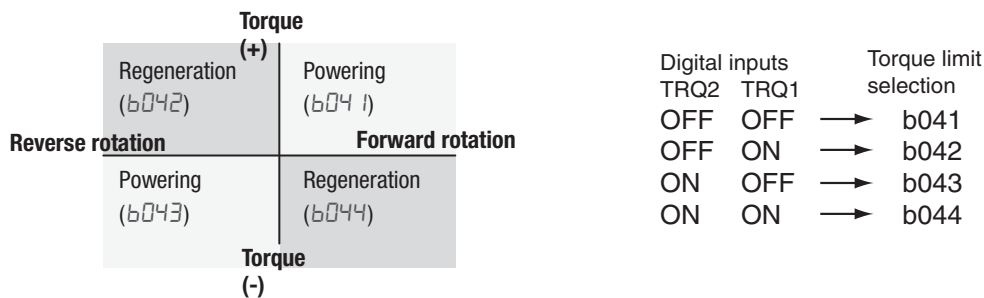 Torque
(+)
Regeneration
(b042)
Powering
(b041)
Reverse rotation
Forward rotation
Powering
(b043)
Regeneration
(b044)
Torque
(-)
Digital inputs
Torque limit
TRQ2 TRQ1
selection
OFF OFF → b041
OFF ON → b042
ON OFF → b043
ON ON → b044